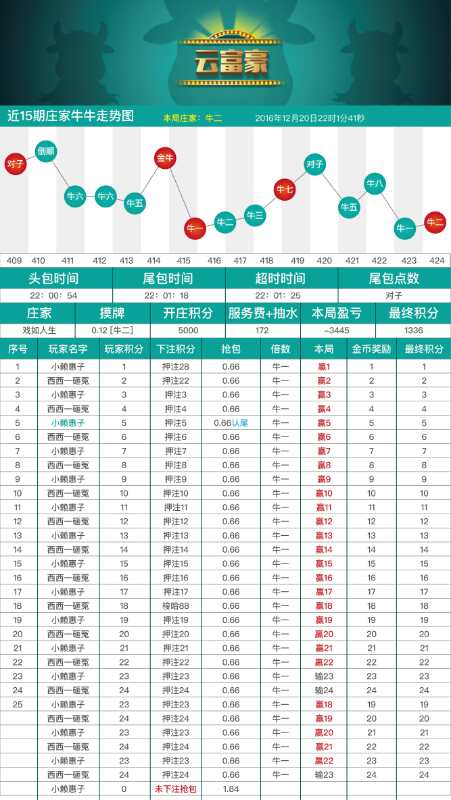 云富豪
近15期庄家牛牛走势图 本局庄家：牛二 2016年12月20日22时1分41秒
对子 倒顺 牛六 牛六 牛五 金牛 牛一 牛二 牛三 牛七 对子 牛五 牛八 牛一 牛二
409 410 411 412 413 414 415 416 417 418 419 420 421 422 423 424
头包时间 尾包时间 超时时间 尾包点数
22：00：54 22：01：18 22：01：25 对子
庄家 摸牌 开庄积分 服务费+抽水 本局盈亏 最终积分
戏如人生 0.12 [牛二] 5000 172 -3445 1336
序号 玩家名字 玩家积分 下注积分 抢包 倍数 本局 金币奖励 最终积分
1 小赖惠子 1 押注28 0.66 牛一 赢1 1 1
2 西西一砸冤 2 押注22 0.66 牛一 赢2 2 2
3 小赖惠子 3 押注3 0.66 牛一 赢3 3 3
4 西西一砸冤 4 押注4 0.66 牛一 赢4 4 4
5 小赖惠子 5 押注5 0.66认尾 牛一 赢5 5 5
6 西西一砸冤 6 押注6 0.66 牛一 赢6 6 6
7 小赖惠子 7 押注7 0.66 牛一 赢7 7 7
8 西西一砸冤 8 押注8 0.66 牛一 赢8 8 8
9 小赖惠子 9 押注9 0.66 牛一 赢9 9 9
10 西西一砸冤 10 押注10 0.66 牛一 赢10 10 10
11 小赖惠子 11 押注11 0.66 牛一 赢11 11 11
12 西西一砸冤 12 押注12 0.66 牛一 赢12 12 12
13 小赖惠子 13 押注13 0.66 牛一 赢13 13 13
14 西西一砸冤 14 押注14 0.66 牛一 赢14 14 14
15 小赖惠子 15 押注15 0.66 牛一 赢15 15 15
16 西西一砸冤 16 押注16 0.66 牛一 赢16 16 16
17 小赖惠子 17 押注17 0.66 牛一 赢17 17 17
18 西西一砸冤 18 梭哈88 0.66 牛一 赢18 18 18
19 小赖惠子 19 押注19 0.66 牛一 赢19 19 19
20 西西一砸冤 20 押注20 0.66 牛一 赢20 20 20
21 小赖惠子 21 押注21 0.66 牛一 赢21 21 21
22 西西一砸冤 22 押注22 0.66 牛一 赢22 22 22
23 小赖惠子 23 押注23 0.66 牛一 输23 23 23
24 西西一砸冤 24 押注24 0.66 牛一 输24 24 24
25 小赖惠子 23 押注23 0.66 牛一 赢18 19 19
西西一砸冤 24 押注24 0.66 牛一 赢19 20 20
小赖惠子 23 押注23 0.66 牛一 赢20 21 21
西西一砸冤 24 押注24 0.66 牛一 赢21 22 22
小赖惠子 23 押注23 0.66 牛一 赢22 23 23
西西一砸冤 24 押注24 0.66 牛一 输23 24 24
小赖惠子 0 未下注抢包 1.64